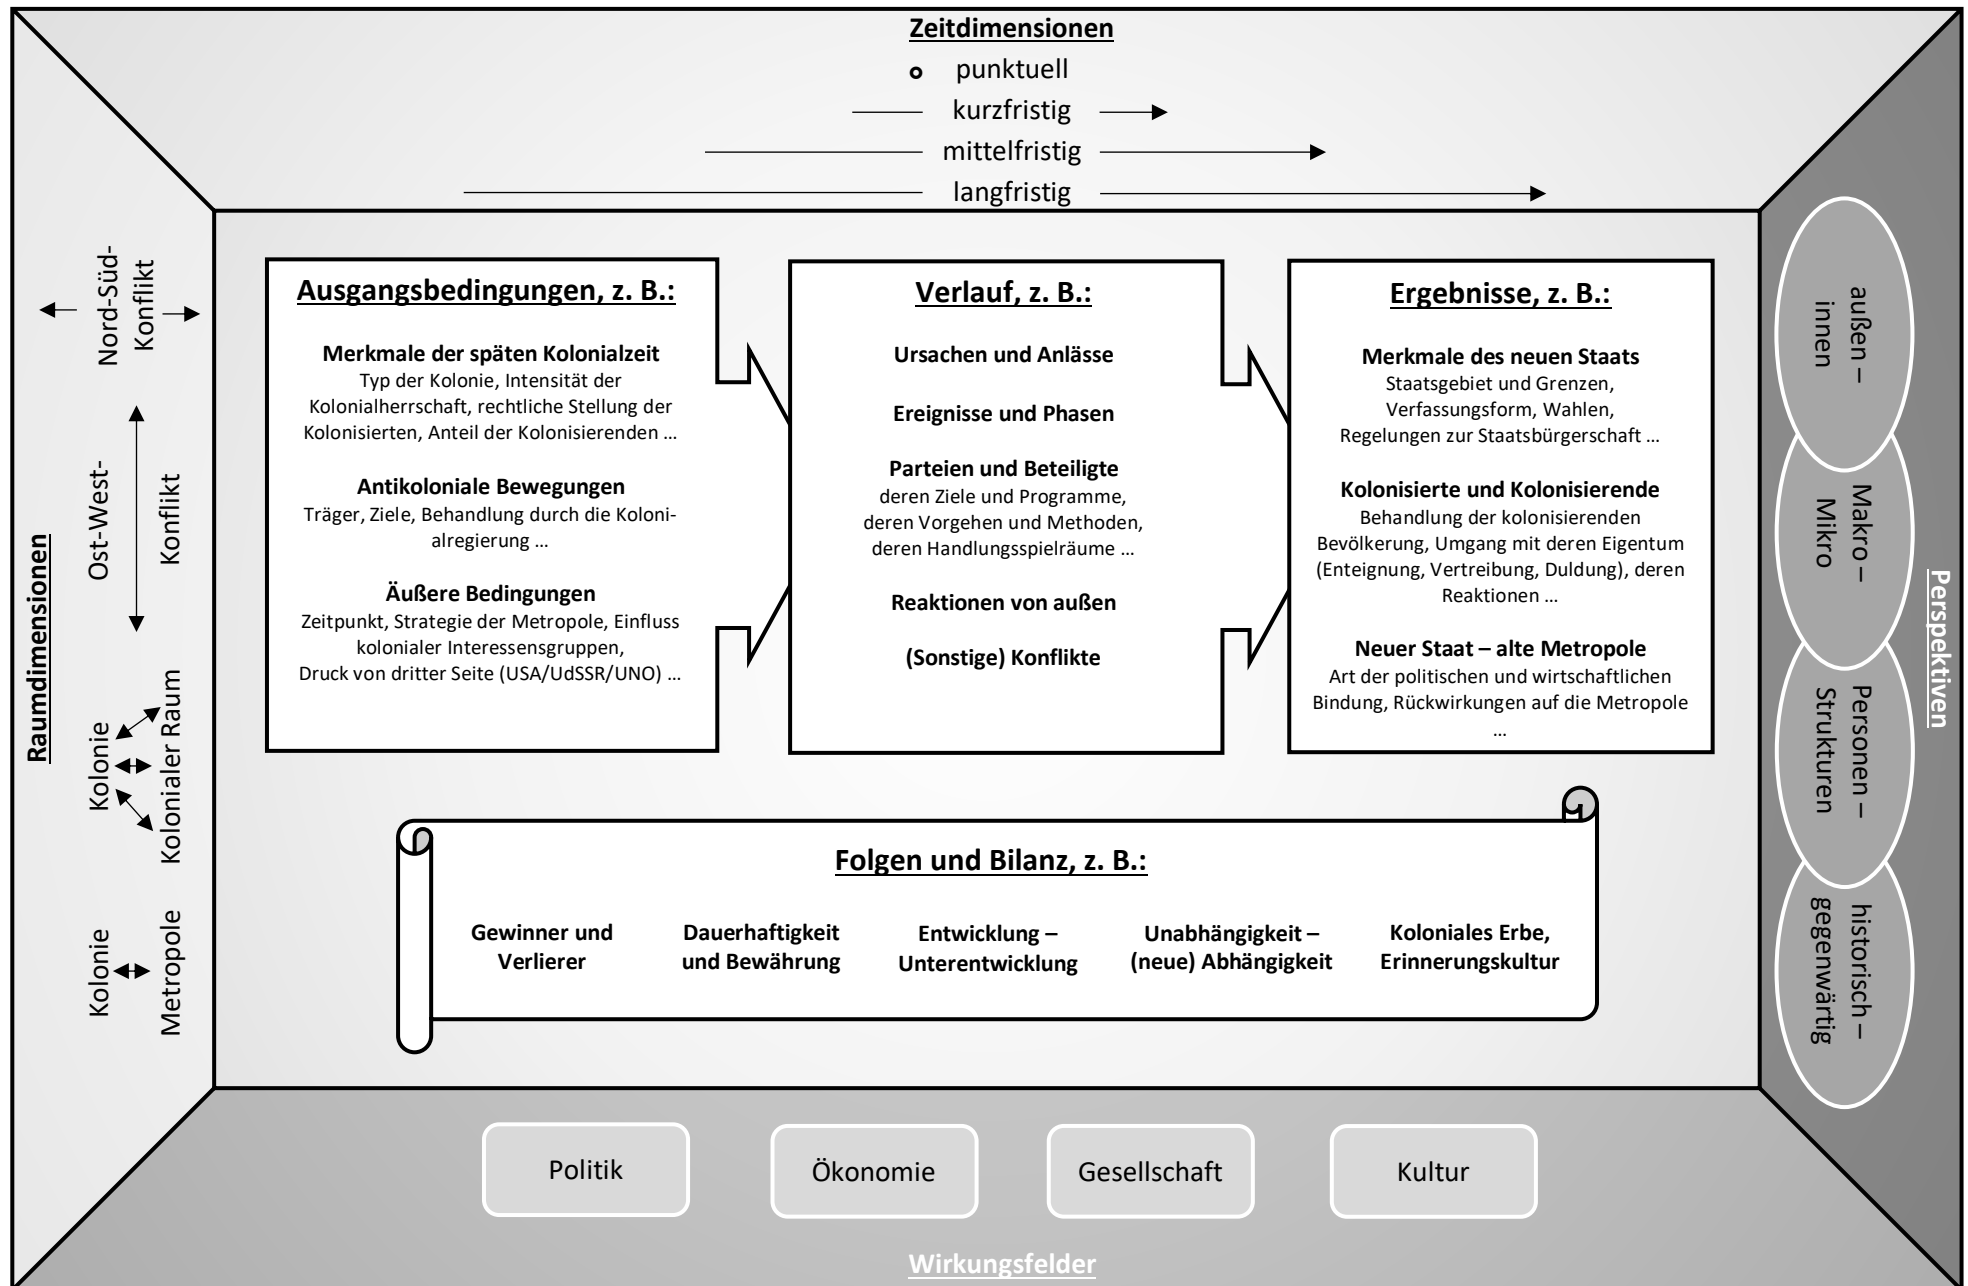 Zeitdimensionen
punktuell
kurzfristig
mittelfristig
langfristig
Raumdimensionen
Nord-Süd-
Konflikt
Ost-West-
Konflikt
Kolonie
Kolonialer Raum
Kolonie
Metropole
Ausgangsbedingungen, z. B.:
Merkmale der späten Kolonialzeit
Typ der Kolonie, Intensität der
Kolonialherrschaft, rechtliche Stellung der
Kolonisierten, Anteil der Kolonisierenden ...
Antikoloniale Bewegungen
Träger, Ziele, Behandlung durch die Koloni-
alregierung ...
Äußere Bedingungen
Zeitpunkt, Strategie der Metropole, Einfluss
kolonialer Interessensgruppen,
Druck von dritter Seite (USA/UdSSR/UNO) ...
Verlauf, z. B.:
Ursachen und Anlässe
Ereignisse und Phasen
Parteien und Beteiligte
deren Ziele und Programme,
deren Vorgehen und Methoden,
deren Handlungsspielräume ...
Reaktionen von außen
(Sonstige) Konflikte
Ergebnisse, z. B.:
Merkmale des neuen Staats
Staatsgebiet und Grenzen,
Verfassungsform, Wahlen,
Regelungen zur Staatsbürgerschaft ...
Kolonisierte und Kolonisierende
Behandlung der kolonisierenden
Bevölkerung, Umgang mit deren Eigentum
(Enteignung, Vertreibung, Duldung), deren
Reaktionen ...
Neuer Staat – alte Metropole
Art der politischen und wirtschaftlichen
Bindung, Rückwirkungen auf die Metropole
...
Folgen und Bilanz, z. B.:
Gewinner und
Verlierer
Dauerhaftigkeit
und Bewährung
Entwicklung –
Unterentwicklung
Unabhängigkeit –
(neue) Abhängigkeit
Koloniales Erbe,
Erinnerungskultur
Perspektiven
außen –
innen
Makro –
Mikro
Personen –
Strukturen
historisch –
gegenwärtig
Politik
Ökonomie
Gesellschaft
Kultur
Wirkungsfelder